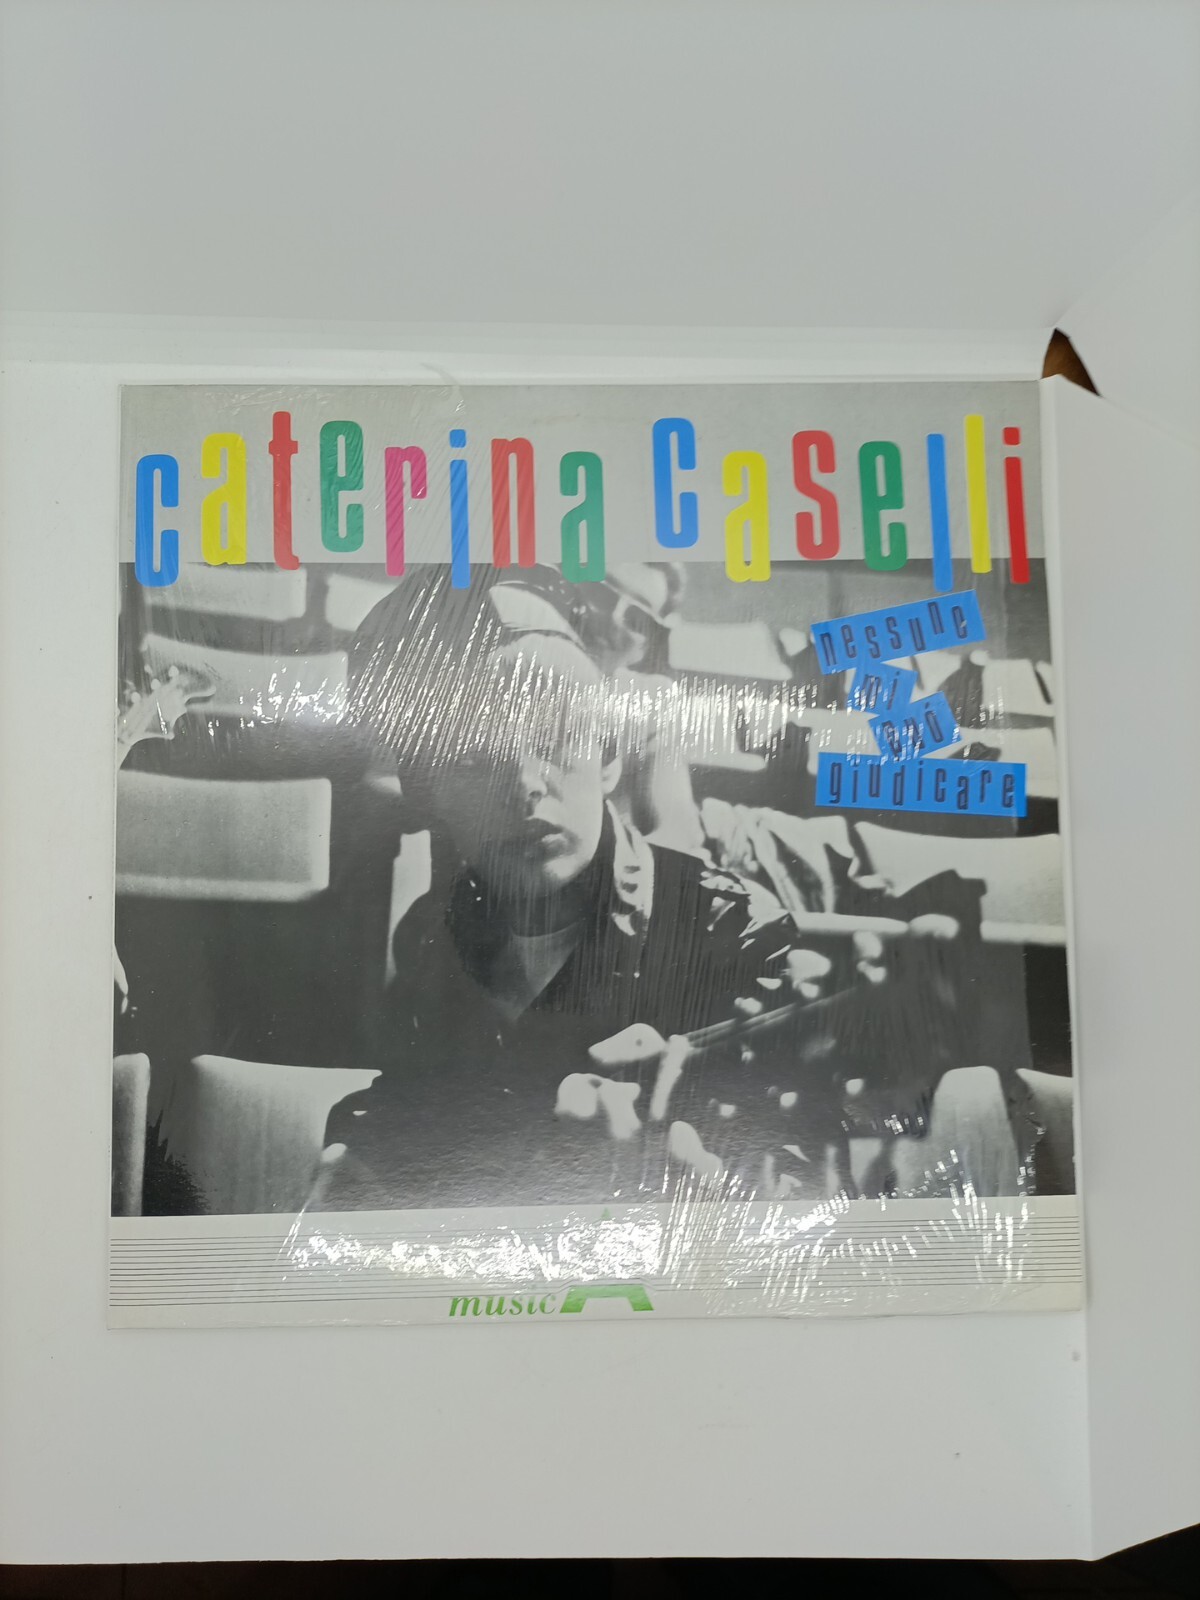 caterina caselli
nessuno
mi
può
giudicare
music A